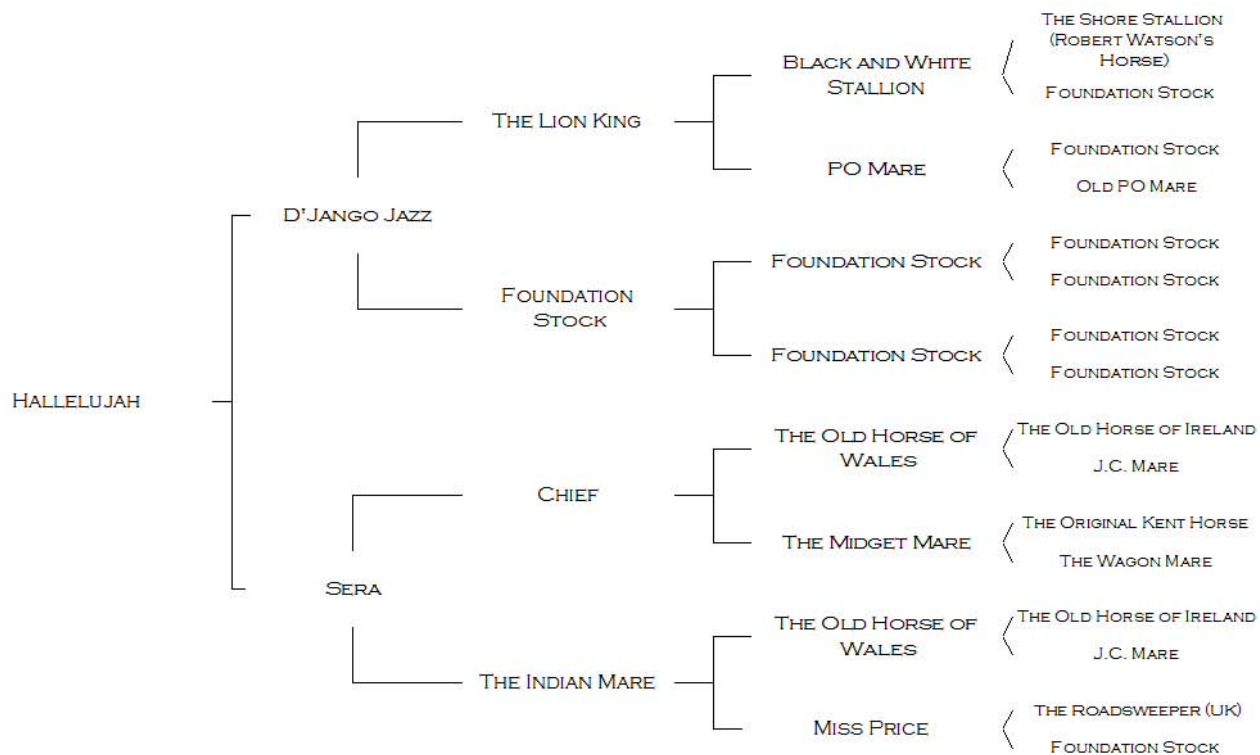 The Shore Stallion
(Robert Watson's
Horse)
Black and White
Stallion
Foundation Stock
The Lion King
Foundation Stock
PO Mare
Old PO Mare
D'Jango Jazz
Foundation Stock
Foundation Stock
Foundation Stock
Foundation
Stock
Foundation Stock
Foundation Stock
Foundation Stock
Hallelujah
The Old Horse of Ireland
The Old Horse of
Wales
J.C. Mare
Chief
The Original Kent Horse
The Midget Mare
The Wagon Mare
Sera
The Old Horse of Ireland
The Old Horse of
Wales
J.C. Mare
The Indian Mare
The Roadsweeper (UK)
Miss Price
Foundation Stock